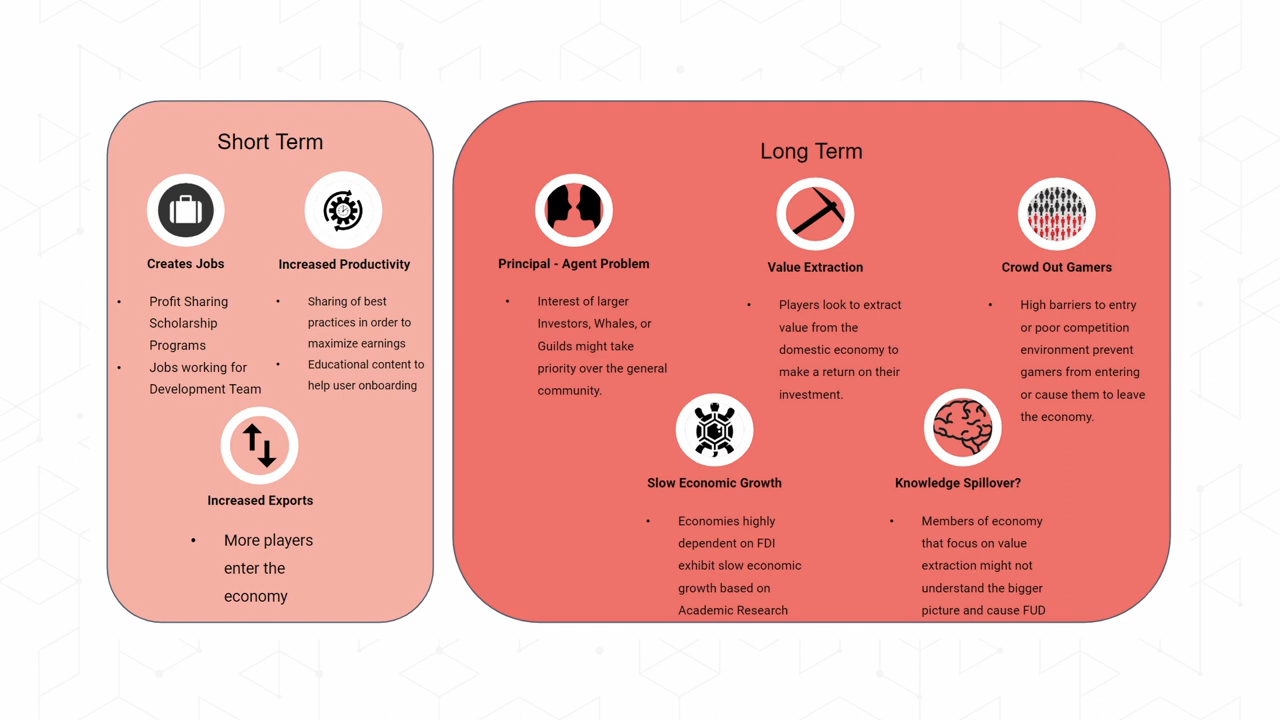 Short Term
Creates Jobs
• Profit Sharing
Scholarship
Programs
• Jobs working for
Development Team
Increased Productivity
• Sharing of best
practices in order to
maximize earnings
• Educational content to
help user onboarding
Increased Exports
• More players
enter the
economy
Long Term
Principal - Agent Problem
• Interest of larger
Investors, Whales, or
Guilds might take
priority over the general
community.
Value Extraction
• Players look to extract
value from the
domestic economy to
make a return on their
investment.
Crowd Out Gamers
• High barriers to entry
or poor competition
environment prevent
gamers from entering
or cause them to leave
the economy.
Slow Economic Growth
• Economies highly
dependent on FDI
exhibit slow economic
growth based on
Academic Research
Knowledge Spillover?
• Members of economy
that focus on value
extraction might not
understand the bigger
picture and cause FUD